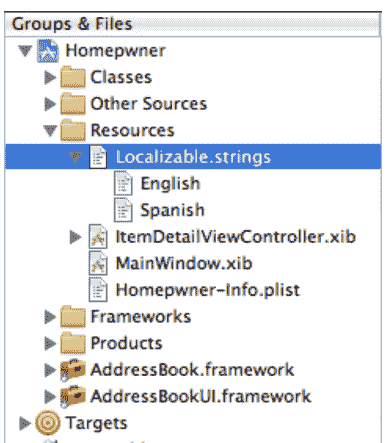 Groups & Files
Homepwner
Classes
Other Sources
Resources
Localizable.strings
English
Spanish
ItemDetailViewController.xib
MainWindow.xib
Homepwner-Info.plist
Frameworks
Products
AddressBook.framework
AddressBookUI.framework
Targets